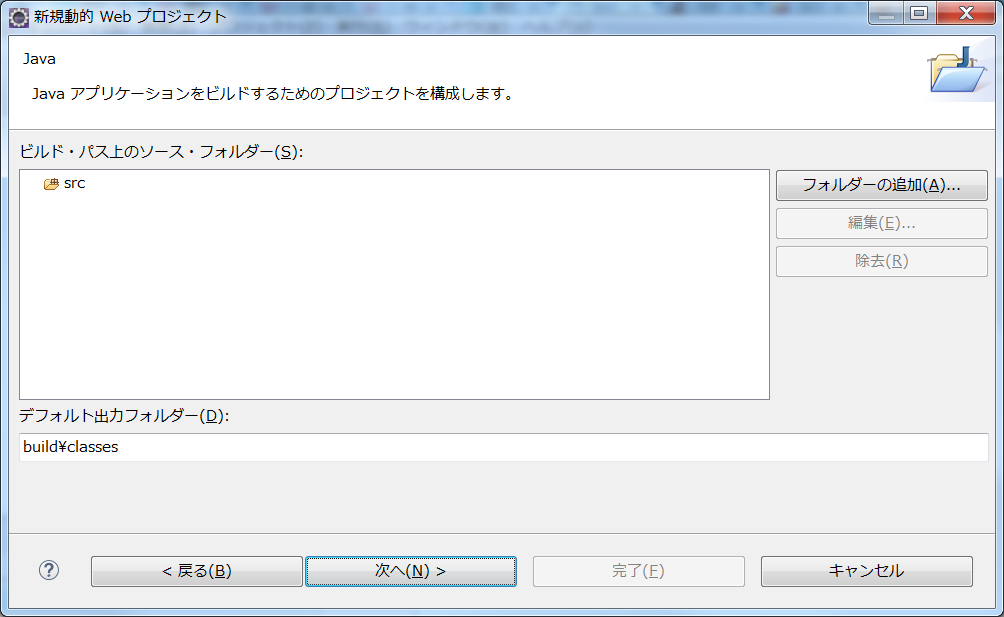 新規動的 Web プロジェクト
Java
Java アプリケーションをビルドするためのプロジェクトを構成します。
ビルド・パス上のソース・フォルダー(S):
src
フォルダーの追加(A)...
編集(E)...
除去(R)
デフォルト出力フォルダー(D):
build¥classes
?
< 戻る(B)
次へ(N) >
完了(F)
キャンセル